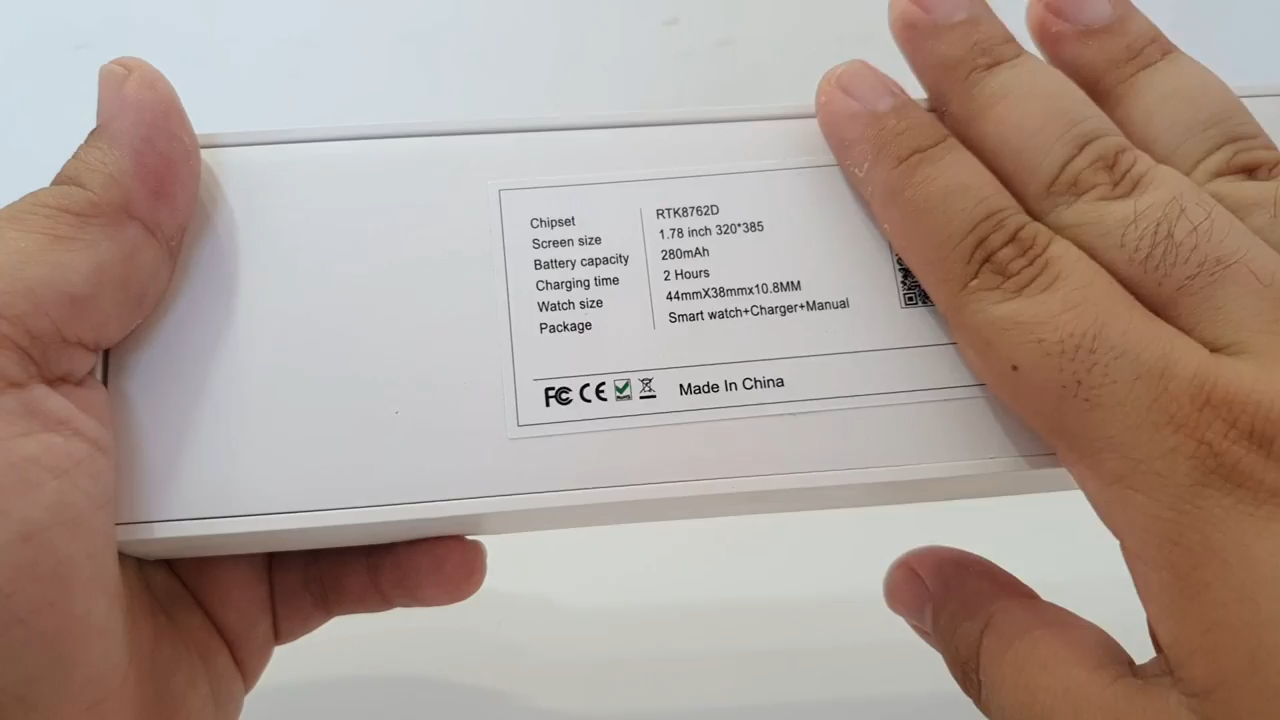 Chipset RTK8762D
Screen size 1.78 inch 320*385
Battery capacity 280mAh
Charging time 2 Hours
Watch size 44mmX38mmx10.8MM
Package Smart watch+Charger+Manual
FC CE Made In China